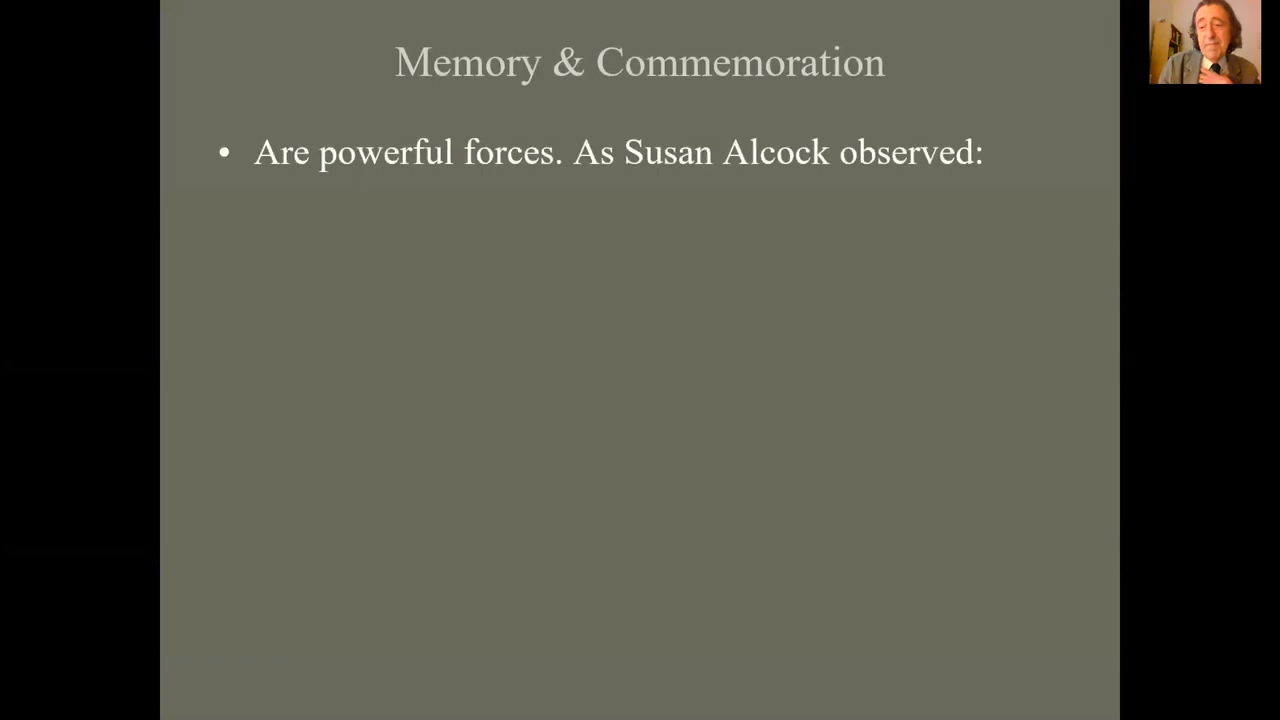 Memory & Commemoration
• Are powerful forces. As Susan Alcock observed: